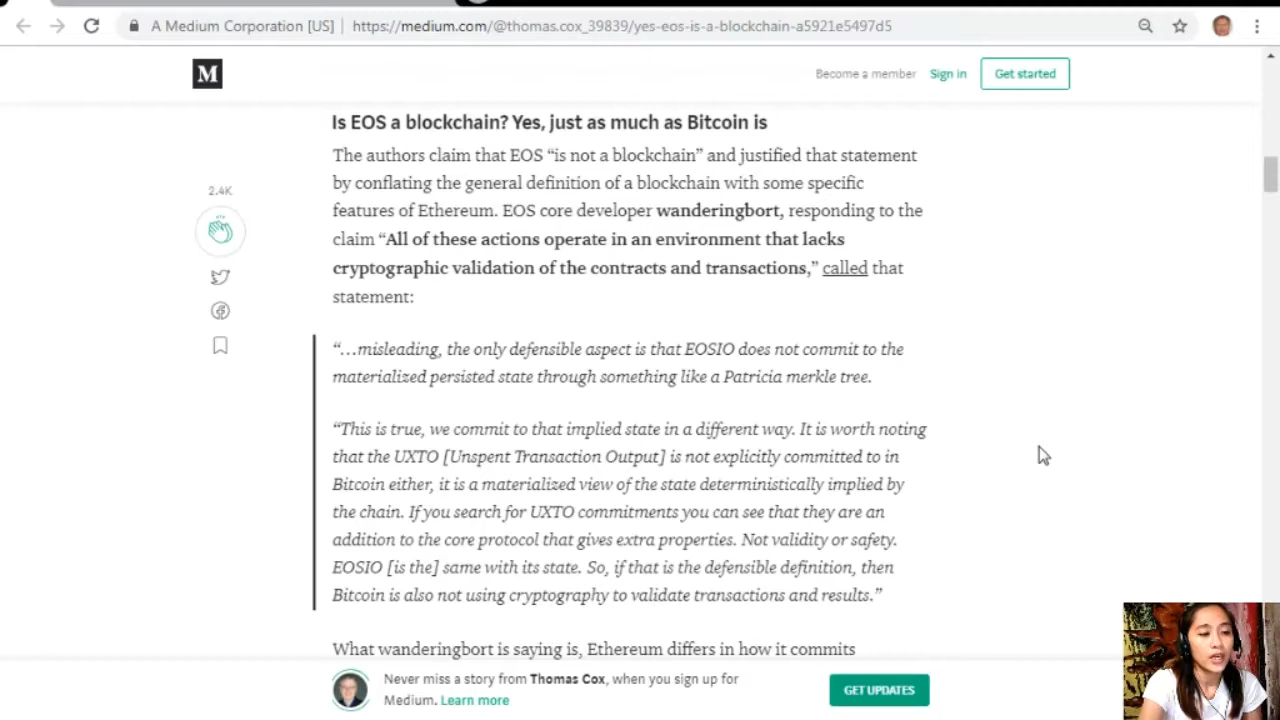 A Medium Corporation [US] | https://medium.com/@thomas.cox_39839/yes-eos-is-a-blockchain-a5921e5497d5
M
Become a member Sign in Get started
Is EOS a blockchain? Yes, just as much as Bitcoin is
The authors claim that EOS “is not a blockchain” and justified that statement
by conflating the general definition of a blockchain with some specific
features of Ethereum. EOS core developer wanderingbort, responding to the
claim “All of these actions operate in an environment that lacks
cryptographic validation of the contracts and transactions,” called that
statement:
2.4K
“…misleading, the only defensible aspect is that EOSIO does not commit to the
materialized persisted state through something like a Patricia merkle tree.
“This is true, we commit to that implied state in a different way. It is worth noting
that the UXTO [Unspent Transaction Output] is not explicitly committed to in
Bitcoin either, it is a materialized view of the state deterministically implied by
the chain. If you search for UXTO commitments you can see that they are an
addition to the core protocol that gives extra properties. Not validity or safety.
EOSIO [is the] same with its state. So, if that is the defensible definition, then
Bitcoin is also not using cryptography to validate transactions and results.”
What wanderingbort is saying is, Ethereum differs in how it commits
Never miss a story from Thomas Cox, when you sign up for
Medium. Learn more
GET UPDATES